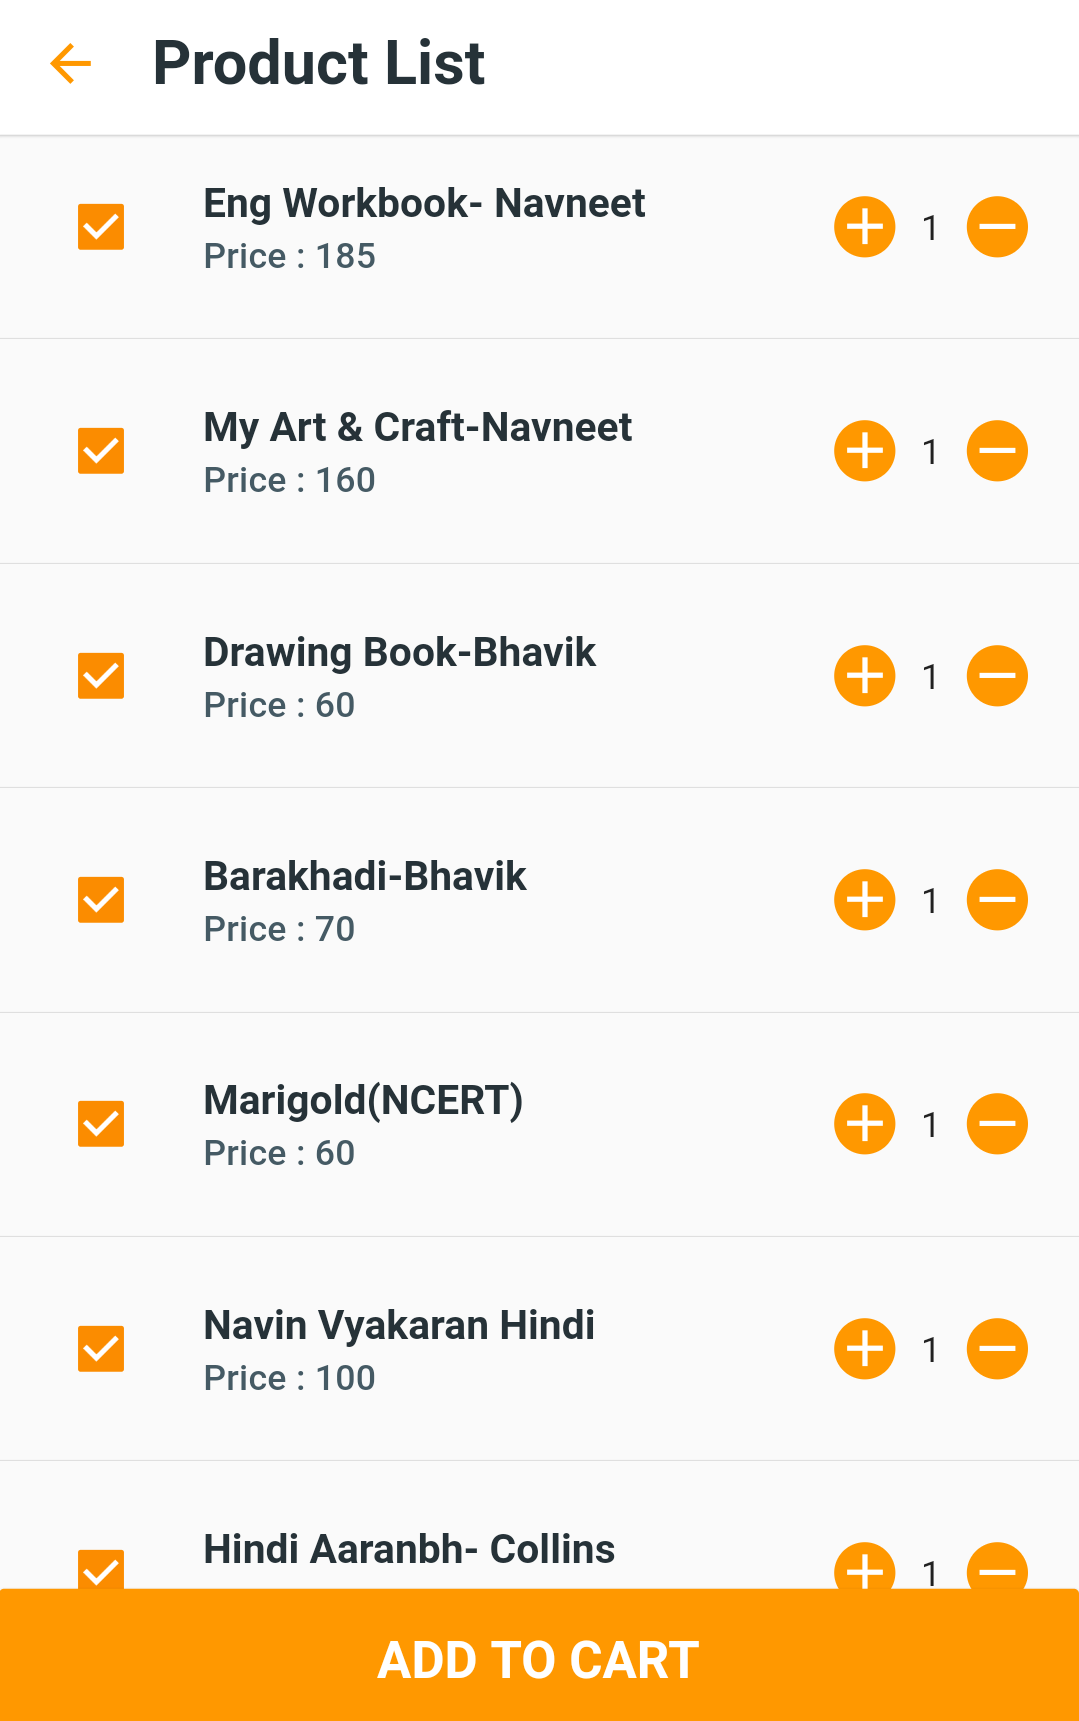 Product List
Eng Workbook- Navneet
Price : 185
1
My Art & Craft-Navneet
Price : 160
1
Drawing Book-Bhavik
Price : 60
1
Barakhadi-Bhavik
Price : 70
1
Marigold(NCERT)
Price : 60
1
Navin Vyakaran Hindi
Price : 100
1
Hindi Aaranbh- Collins
1
ADD TO CART